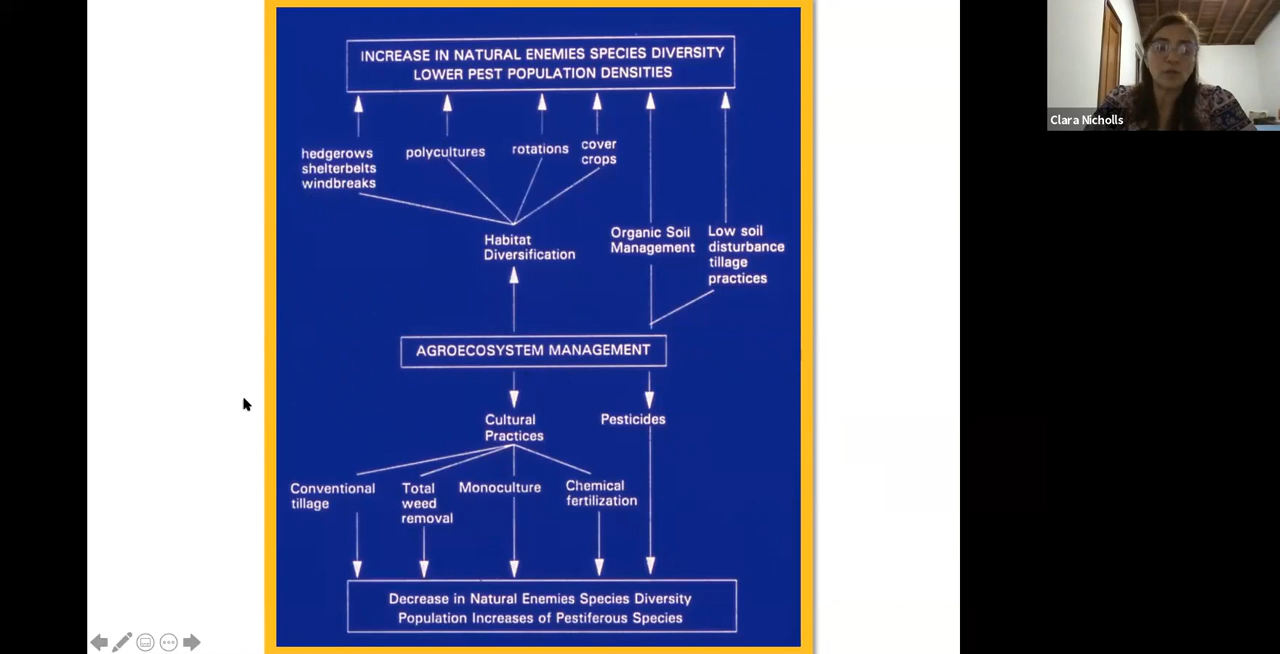 INCREASE IN NATURAL ENEMIES SPECIES DIVERSITY
LOWER PEST POPULATION DENSITIES
hedgerows
shelterbelts
windbreaks
polycultures
rotations
cover
crops
Habitat
Diversification
Organic Soil
Management
Low soil
disturbance
tillage
practices
AGROECOSYSTEM MANAGEMENT
Cultural
Practices
Pesticides
Conventional
tillage
Total
weed
removal
Monoculture
Chemical
fertilization
Decrease in Natural Enemies Species Diversity
Population Increases of Pestiferous Species
Clara Nicholls